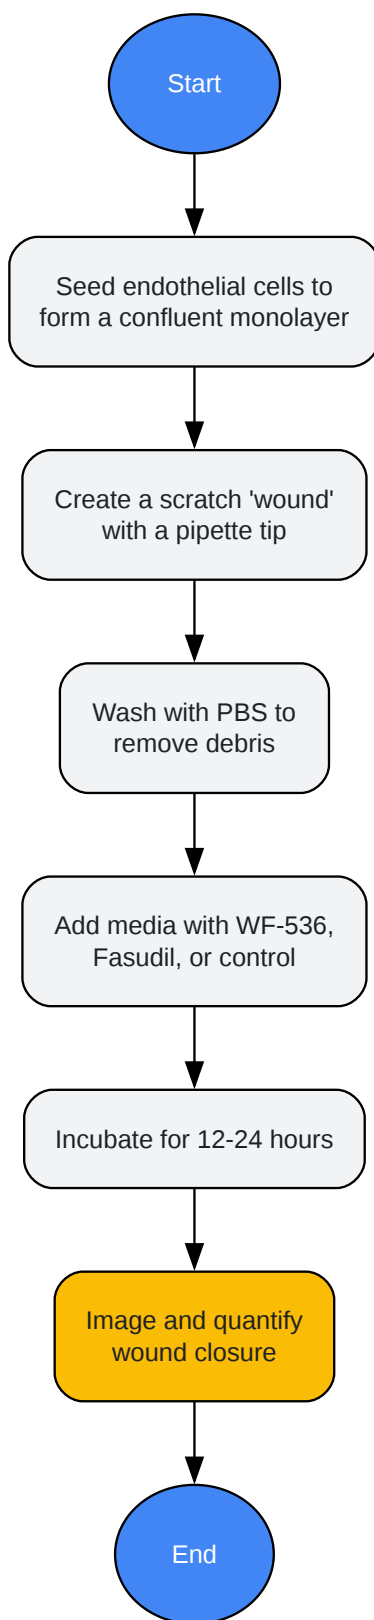 Start
Seed endothelial cells to
form a confluent monolayer
Create a scratch 'wound'
with a pipette tip
Wash with PBS to
remove debris
Add media with WF-536,
Fasudil, or control
Incubate for 12-24 hours
Image and quantify
wound closure
End